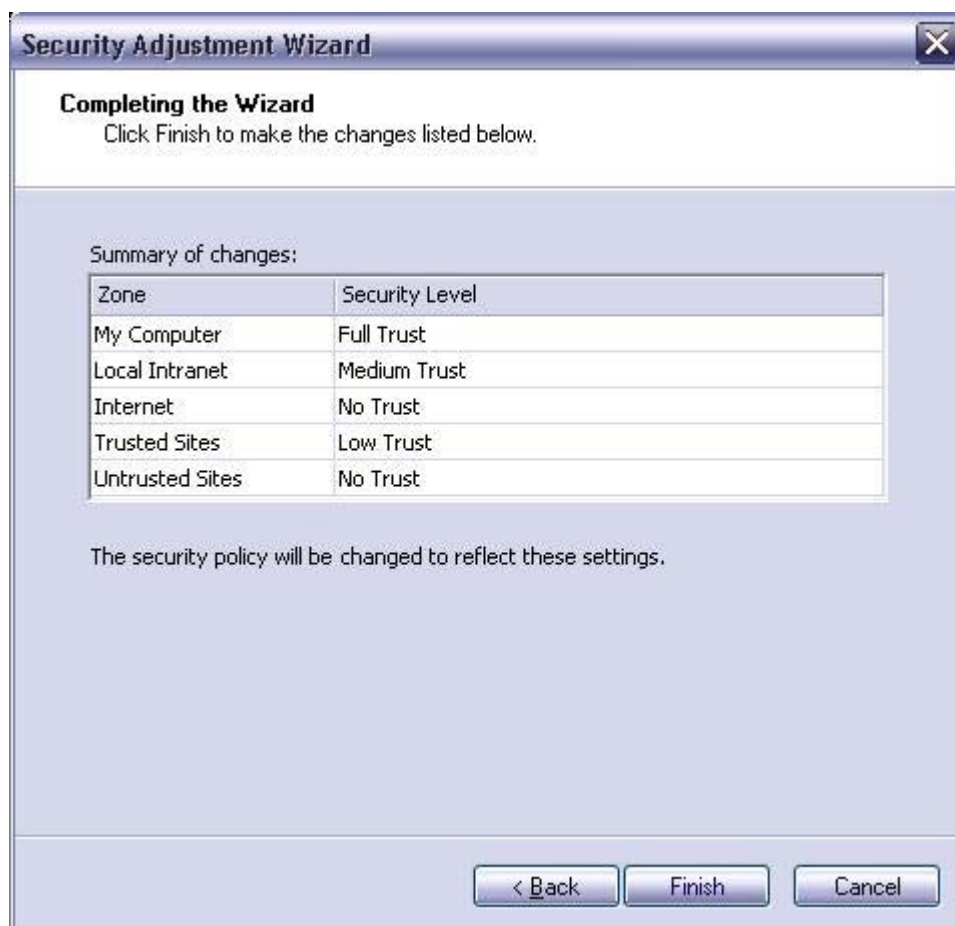 Security Adjustment Wizard
Completing the Wizard
Click Finish to make the changes listed below.
Summary of changes:
Zone Security Level
My Computer Full Trust
Local Intranet Medium Trust
Internet No Trust
Trusted Sites Low Trust
Untrusted Sites No Trust
The security policy will be changed to reflect these settings.
< Back Finish Cancel